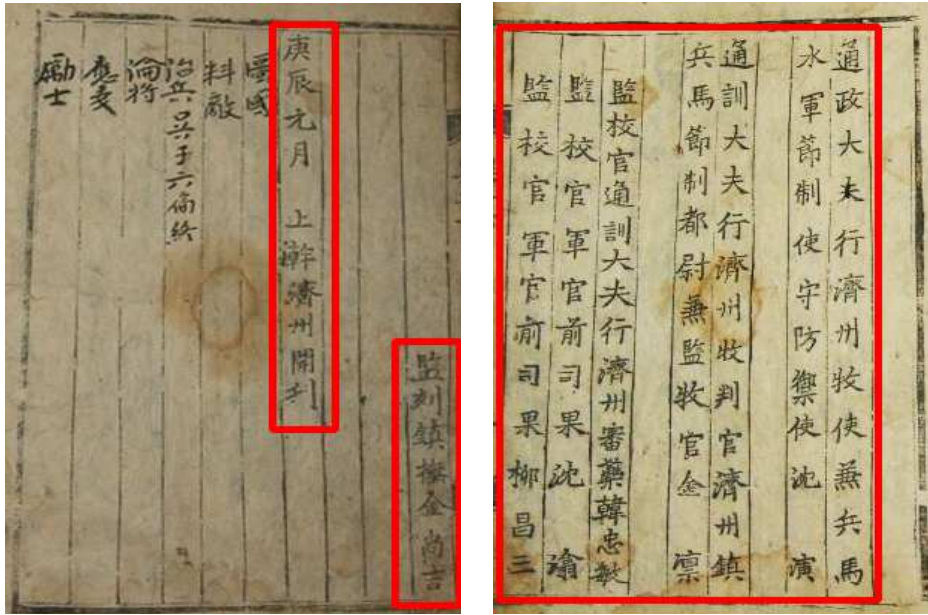 通政大夫行濟州牧使兼兵馬
水軍節制使守防禦使沈 演
通訓大夫行濟州牧判官濟州鎮
兵馬節制都尉兼監牧官金 凜
監校官通訓大夫行濟州審藥韓忠敏
監校官軍官前司果沈
監校官軍官前司果柳昌三
監刻鎮撫金尚吉
庚辰元月 上澣濟州開刊
圖國
料敵
治兵 吳子六篇終
論將
應變
勵士